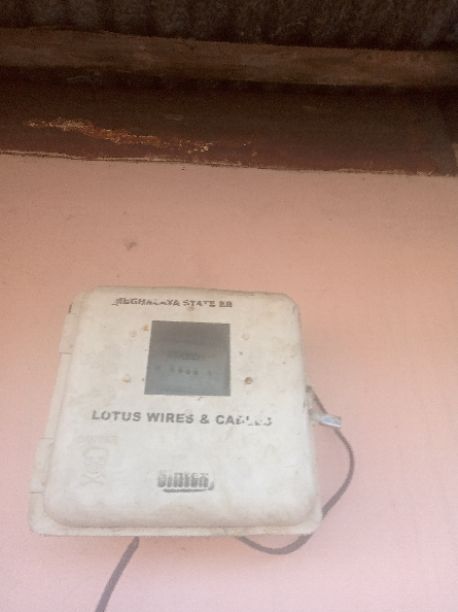 MEGHALAYA STATE EB
LOTUS WIRES & CABLES
SINTEX